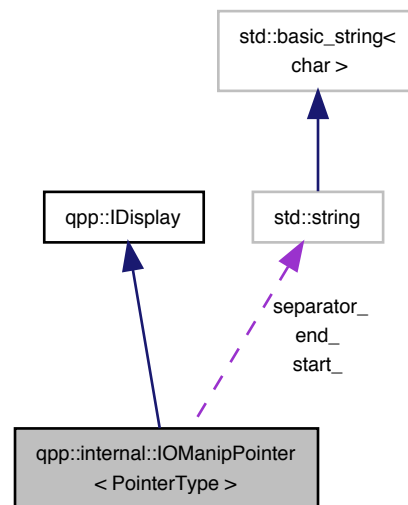 std::basic_string<
char >
qpp::IDisplay
std::string
separator_
end_
start_
qpp::internal::IOManipPointer
< PointerType >